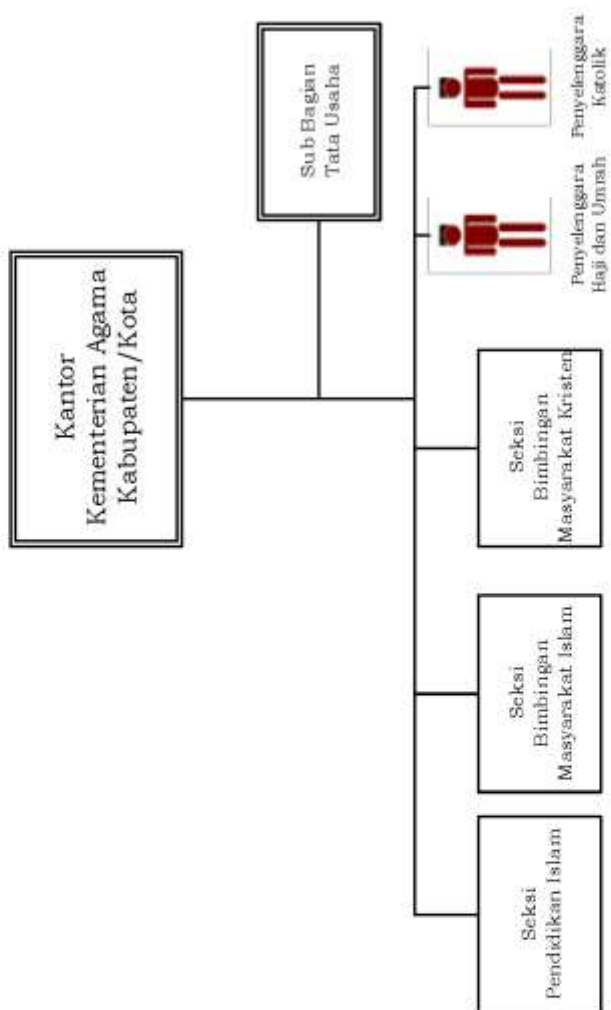 Kantor
Kementerian Agama
Kabupaten/Kota
Sub Bagian
Tata Usaha
Seksi
Pendidikan Islam
Seksi
Bimbingan
Masyarakat Islam
Seksi
Bimbingan
Masyarakat Kristen
Penyelenggara
Haji dan Umrah
Penyelenggara
Katolik